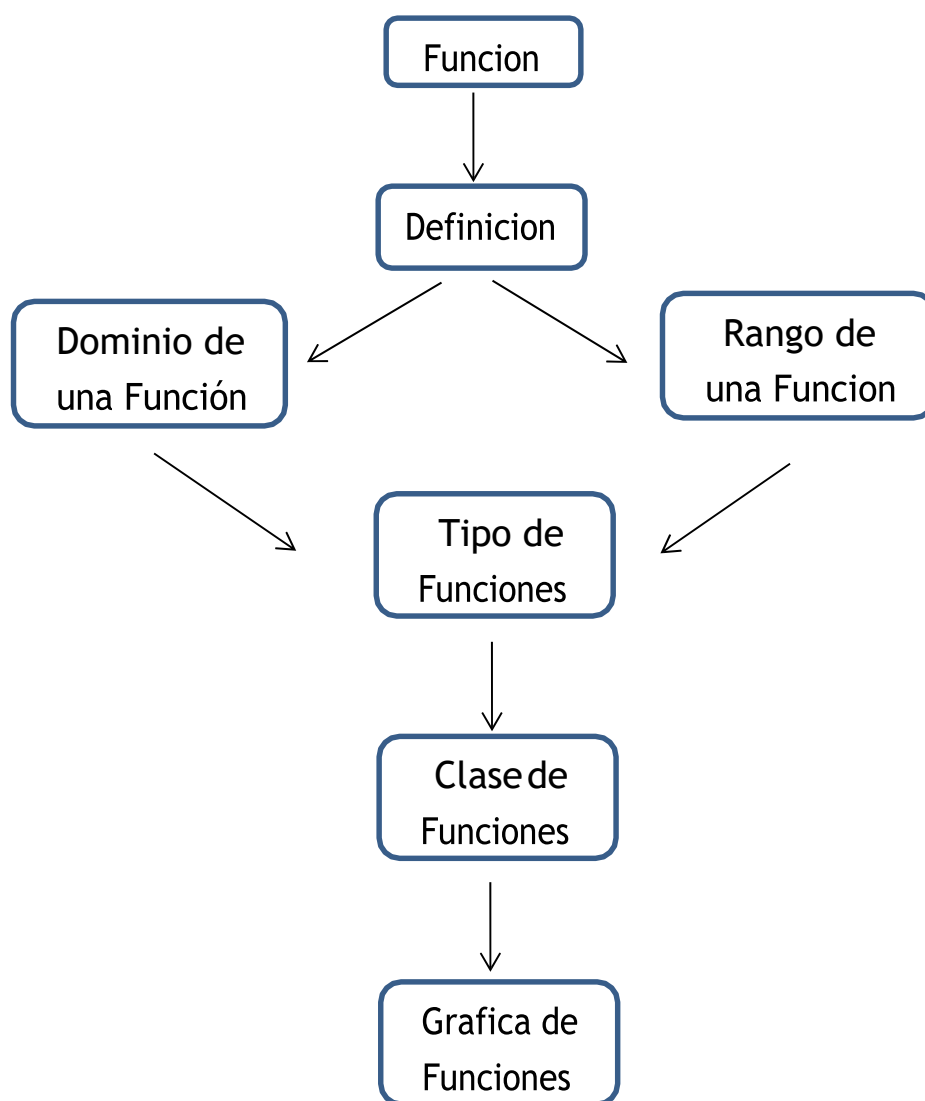 Funcion
Definicion
Dominio de
una Función
Rango de
una Funcion
Tipo de
Funciones
Clase de
Funciones
Grafica de
Funciones